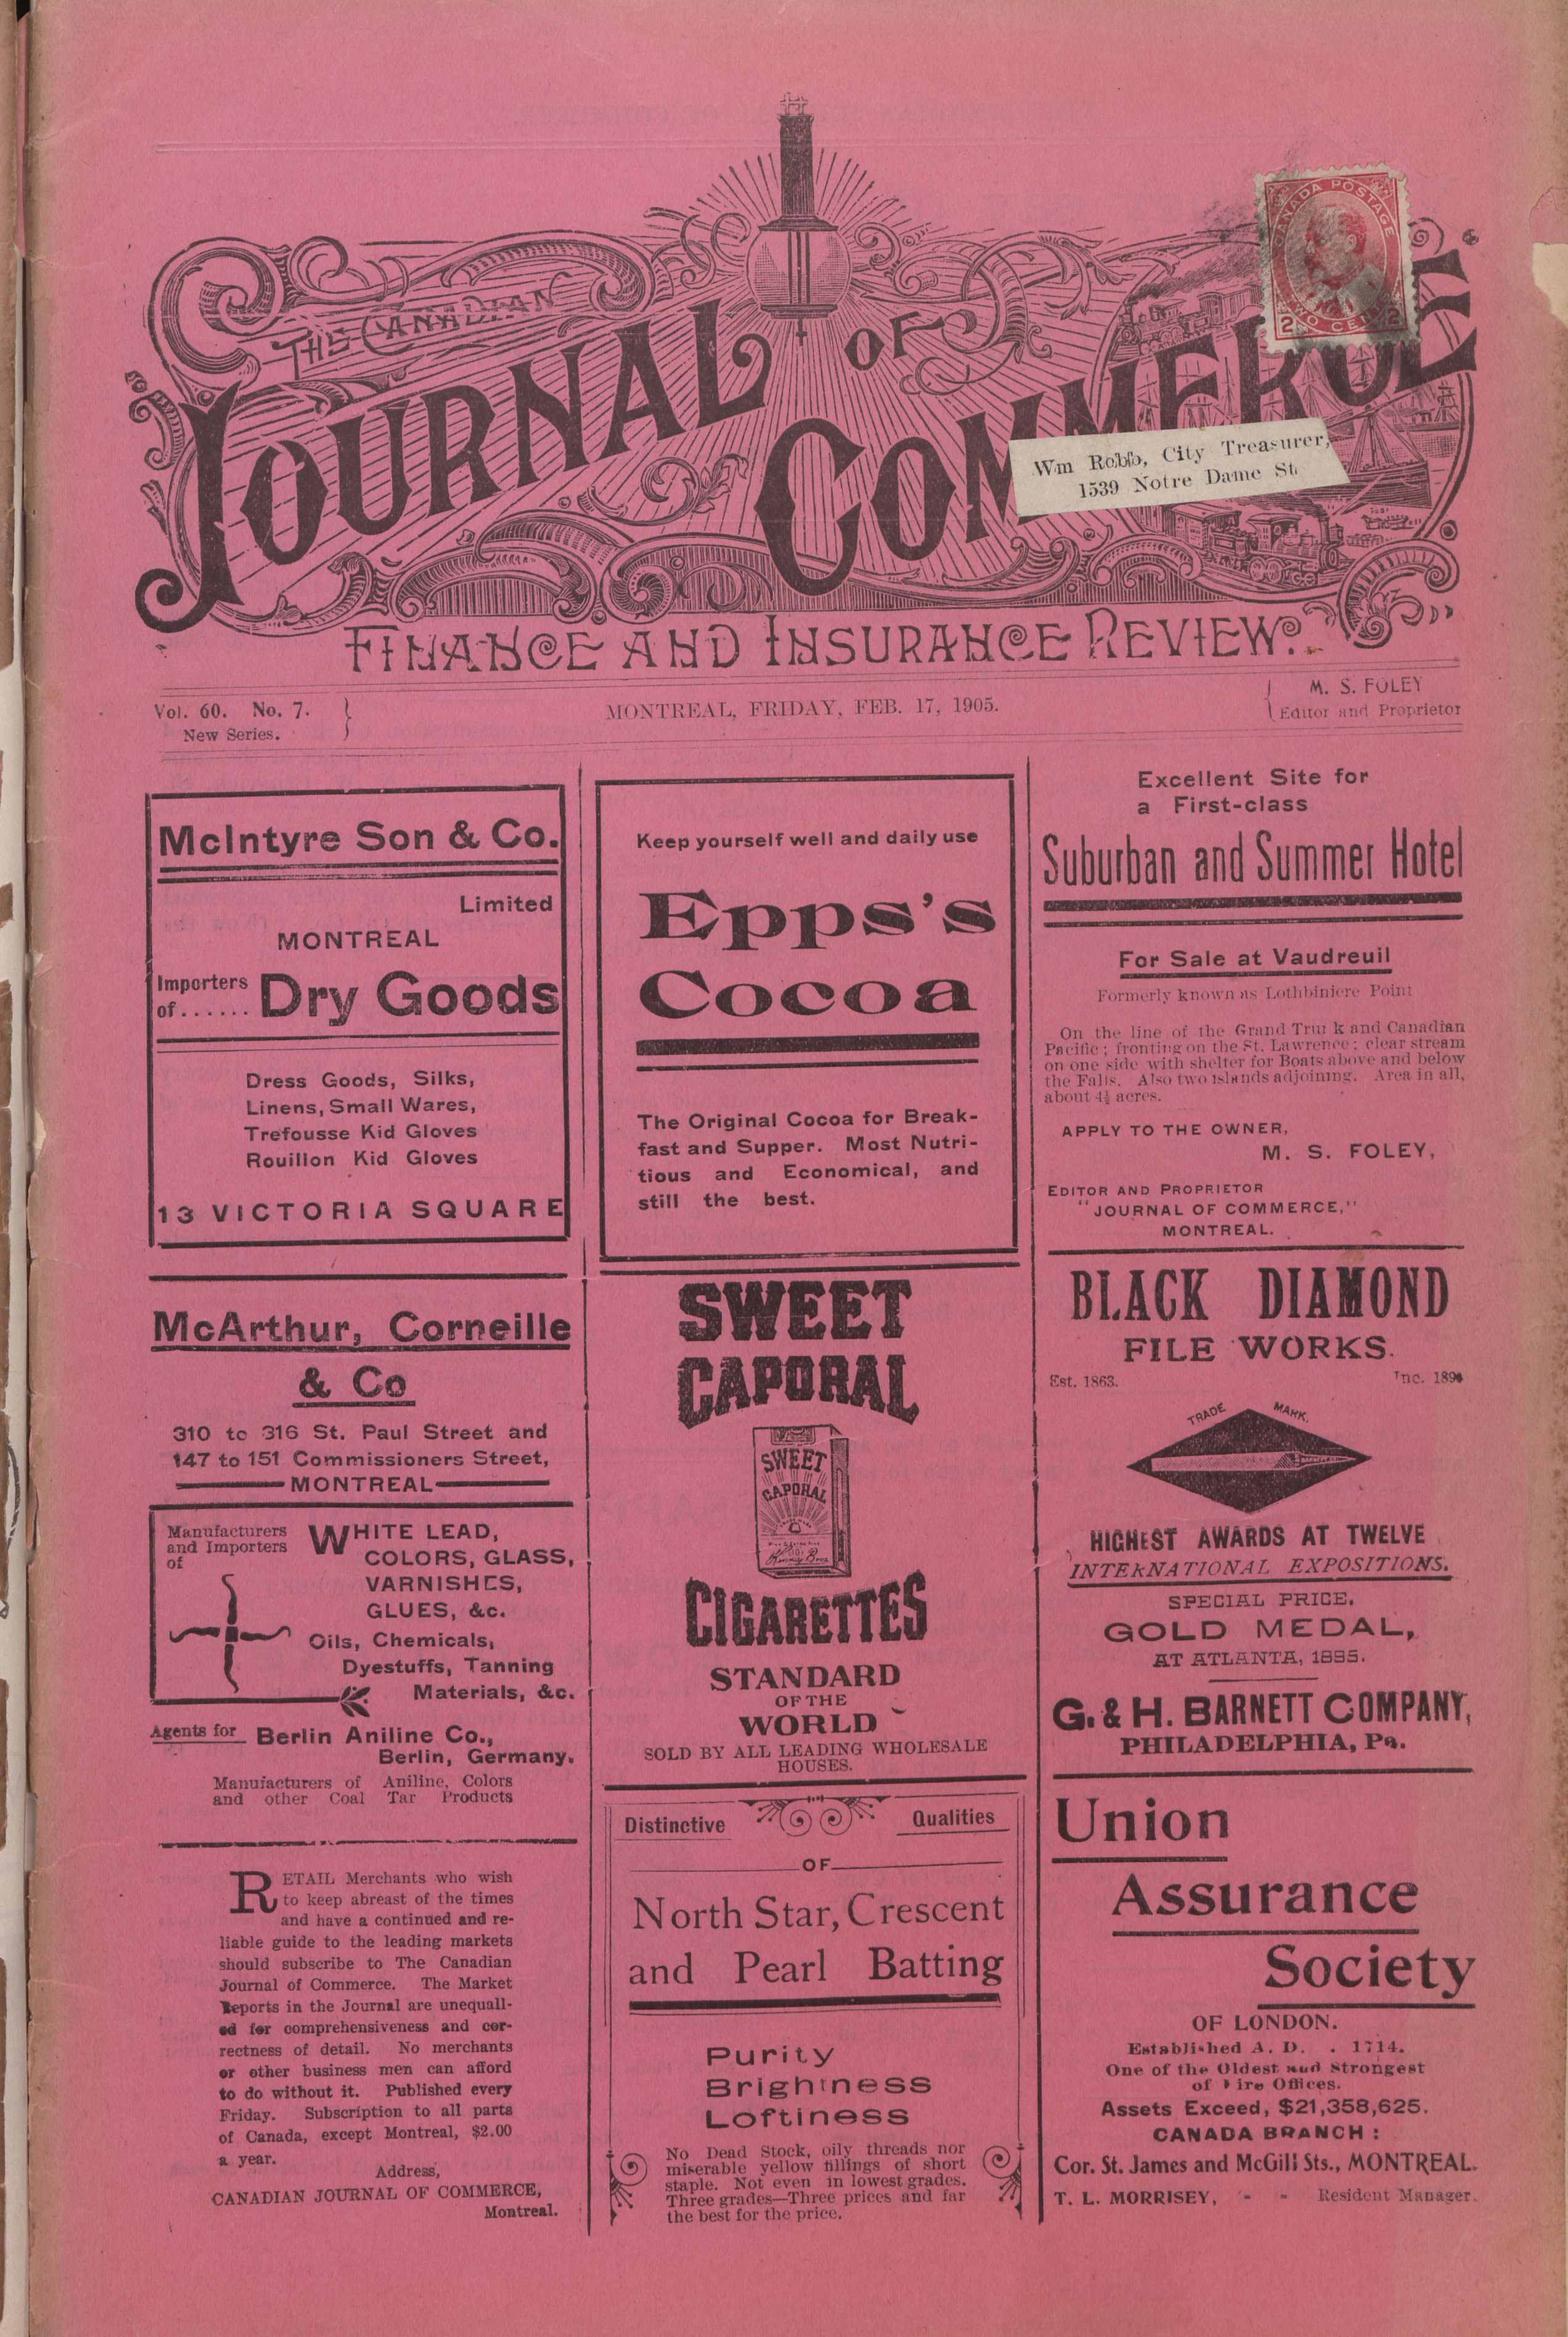 THE CANADIAN
JOURNAL OF COMMERCE
FINANCE AND INSURANCE REVIEW.
CANADA POSTAGE
2 TWO CENTS 2
Wm Robb, City Treasurer,
1539 Notre Dame St.
Vol. 60. No. 7.
New Series.
MONTREAL, FRIDAY, FEB. 17, 1905.
M. S. FOLEY
Editor and Proprietor
McIntyre Son & Co.
Limited
MONTREAL
Importers
of...... Dry Goods
Dress Goods, Silks,
Linens, Small Wares,
Trefousse Kid Gloves
Rouillon Kid Gloves
13 VICTORIA SQUARE
McArthur, Corneille
& Co
310 to 316 St. Paul Street and
147 to 151 Commissioners Street,
MONTREAL
Manufacturers
and Importers
of
WHITE LEAD,
COLORS, GLASS,
VARNISHES,
GLUES, &c.
Oils, Chemicals,
Dyestuffs, Tanning
Materials, &c.
Agents for Berlin Aniline Co.,
Berlin, Germany.
Manufacturers of Aniline, Colors
and other Coal Tar Products
RETAIL Merchants who wish
to keep abreast of the times
and have a continued and re-
liable guide to the leading markets
should subscribe to The Canadian
Journal of Commerce. The Market
Reports in the Journal are unequall-
ed for comprehensiveness and cor-
rectness of detail. No merchants
or other business men can afford
to do without it. Published every
Friday. Subscription to all parts
of Canada, except Montreal, $2.00
a year.
Address,
CANADIAN JOURNAL OF COMMERCE,
Montreal.
Keep yourself well and daily use
Epps's
Cocoa
The Original Cocoa for Break-
fast and Supper. Most Nutri-
tious and Economical, and
still the best.
SWEET
CAPORAL
SWEET
CAPORAL
Kinney Bros
CIGARETTES
STANDARD
OF THE
WORLD
SOLD BY ALL LEADING WHOLESALE
HOUSES.
Distinctive Qualities
OF
North Star, Crescent
and Pearl Batting
Purity
Brightness
Loftiness
No Dead Stock, oily threads nor
miserable yellow fillings of short
staple. Not even in lowest grades.
Three grades—Three prices and far
the best for the price.
Excellent Site for
a First-class
Suburban and Summer Hotel
For Sale at Vaudreuil
Formerly known as Lothbiniere Point
On the line of the Grand Trunk and Canadian
Pacific; fronting on the St. Lawrence; clear stream
on one side with shelter for Boats above and below
the Falls. Also two islands adjoining. Area in all,
about 4½ acres.
APPLY TO THE OWNER,
M. S. FOLEY,
EDITOR AND PROPRIETOR
"JOURNAL OF COMMERCE,"
MONTREAL.
BLACK DIAMOND
FILE WORKS.
Est. 1863. Inc. 189
TRADE MARK.
HIGHEST AWARDS AT TWELVE
INTERNATIONAL EXPOSITIONS.
SPECIAL PRIZE,
GOLD MEDAL,
AT ATLANTA, 1895.
G. & H. BARNETT COMPANY,
PHILADELPHIA, Pa.
Union
Assurance
Society
OF LONDON.
Established A. D. . 1714.
One of the Oldest and Strongest
of Fire Offices.
Assets Exceed, $21,358,625.
CANADA BRANCH :
Cor. St. James and McGill Sts., MONTREAL.
T. L. MORRISEY, - - Resident Manager.